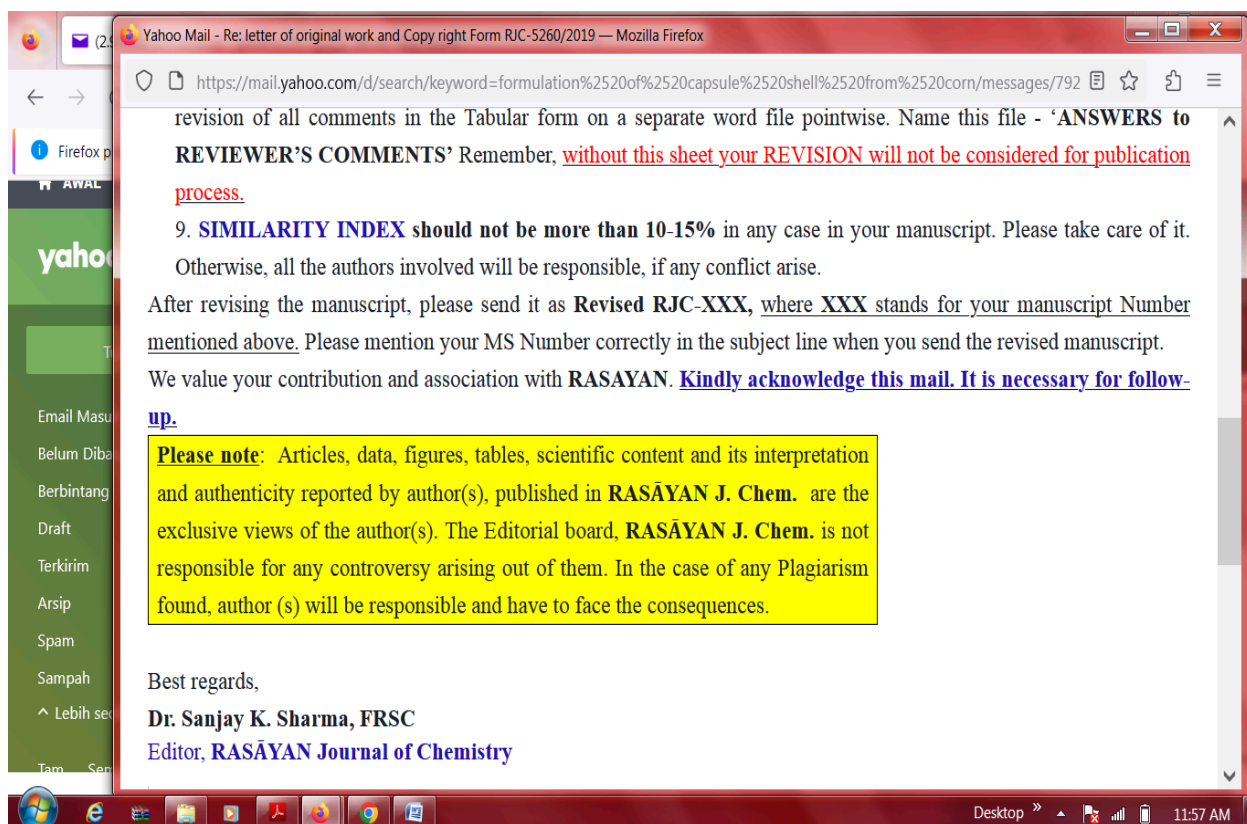 (2.9
Yahoo Mail - Re: letter of original work and Copy right Form RJC-5260/2019 — Mozilla Firefox
https://mail.yahoo.com/d/search/keyword=formulation%2520of%2520capsule%2520shell%2520from%2520corn/messages/792
Firefox p
AWAL
yaho
Email Masu
Belum Diba
Berbintang
Draft
Terkirim
Arsip
Spam
Sampah
Lebih sed
Tam Sem
revision of all comments in the Tabular form on a separate word file pointwise. Name this file - ‘ANSWERS to
REVIEWER’S COMMENTS’ Remember, without this sheet your REVISION will not be considered for publication
process.
9. SIMILARITY INDEX should not be more than 10-15% in any case in your manuscript. Please take care of it.
Otherwise, all the authors involved will be responsible, if any conflict arise.
After revising the manuscript, please send it as Revised RJC-XXX, where XXX stands for your manuscript Number
mentioned above. Please mention your MS Number correctly in the subject line when you send the revised manuscript.
We value your contribution and association with RASAYAN. Kindly acknowledge this mail. It is necessary for follow-
up.
Please note: Articles, data, figures, tables, scientific content and its interpretation
and authenticity reported by author(s), published in RASĀYAN J. Chem. are the
exclusive views of the author(s). The Editorial board, RASĀYAN J. Chem. is not
responsible for any controversy arising out of them. In the case of any Plagiarism
found, author (s) will be responsible and have to face the consequences.
Best regards,
Dr. Sanjay K. Sharma, FRSC
Editor, RASĀYAN Journal of Chemistry
Desktop »
11:57 AM